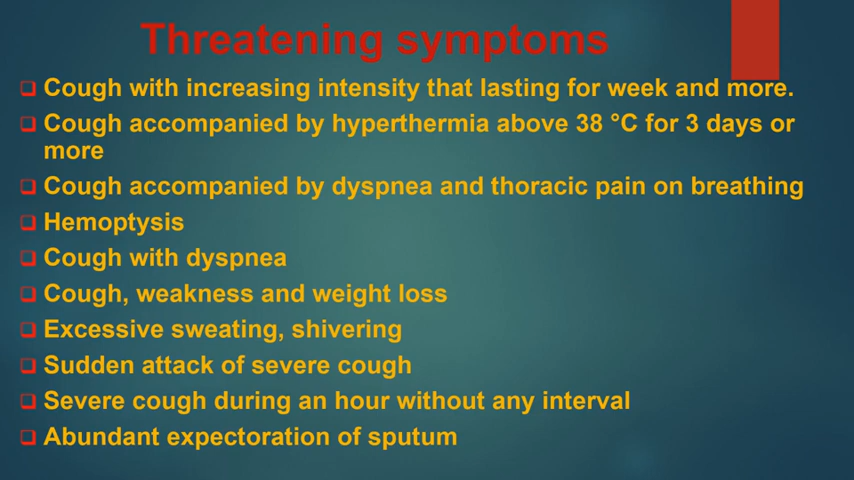 Threatening symptoms
Cough with increasing intensity that lasting for week and more.
Cough accompanied by hyperthermia above 38 °C for 3 days or
more
Cough accompanied by dyspnea and thoracic pain on breathing
Hemoptysis
Cough with dyspnea
Cough, weakness and weight loss
Excessive sweating, shivering
Sudden attack of severe cough
Severe cough during an hour without any interval
Abundant expectoration of sputum